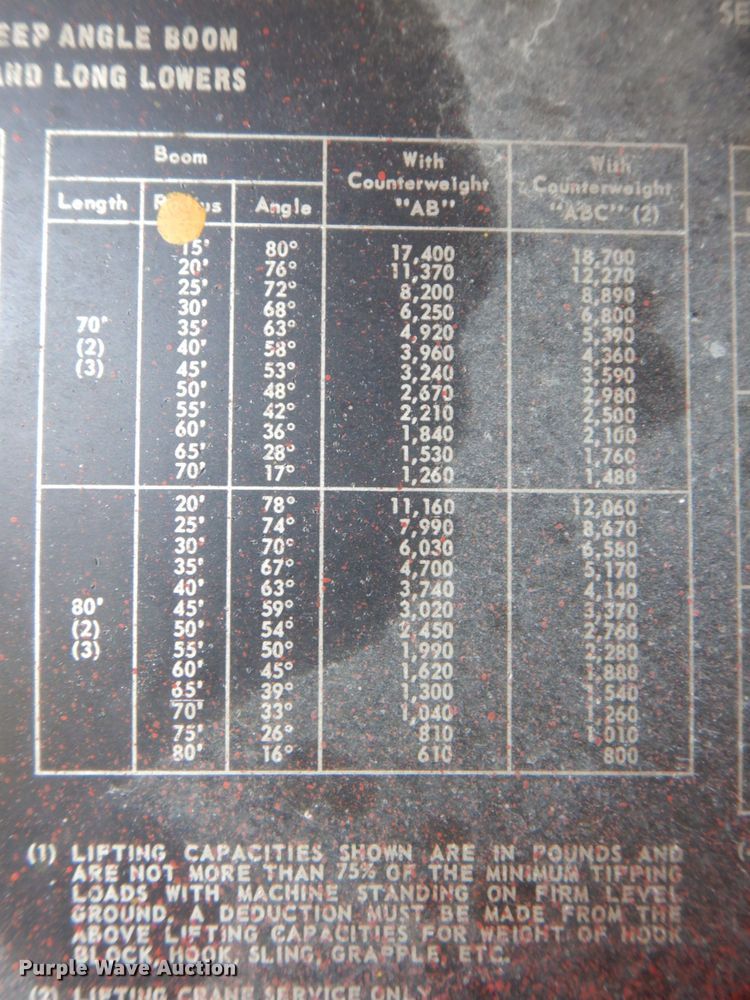 EEP ANGLE BOOM
AND LONG LOWERS
Boom With Counterweight "AB" With Counterweight "ABC" (2)
Length Angle
70' (2) (3)
15' 80° 17,400 18,700
20' 76° 11,370 12,270
25' 72° 8,200 8,890
30' 68° 6,250 6,800
35' 63° 4,920 5,390
40' 58° 3,960 4,360
45' 53° 3,240 3,590
50' 48° 2,670 2,980
55' 42° 2,210 2,500
60' 36° 1,840 2,100
65' 28° 1,530 1,760
70' 17° 1,260 1,480
80' (2) (3)
20' 78° 11,160 12,060
25' 74° 7,990 8,670
30' 70° 6,030 6,580
35' 67° 4,700 5,170
40' 63° 3,740 4,140
45' 59° 3,020 3,370
50' 54° 2,450 2,760
55' 50° 1,990 2,280
60' 45° 1,620 1,880
65' 39° 1,300 1,540
70' 33° 1,040 1,260
75' 26° 810 1,010
80' 16° 610 800
(1) LIFTING CAPACITIES SHOWN ARE IN POUNDS AND
ARE NOT MORE THAN 75% OF THE MINIMUM TIPPING
LOADS WITH MACHINE STANDING ON FIRM LEVEL
GROUND. A DEDUCTION MUST BE MADE FROM THE
ABOVE LIFTING CAPACITIES FOR WEIGHT OF HOOK
BLOCK, HOOK, SLING, GRAPPLE, ETC.
(2) LIFTING CRANE SERVICE ONLY
Purple Wave Auction